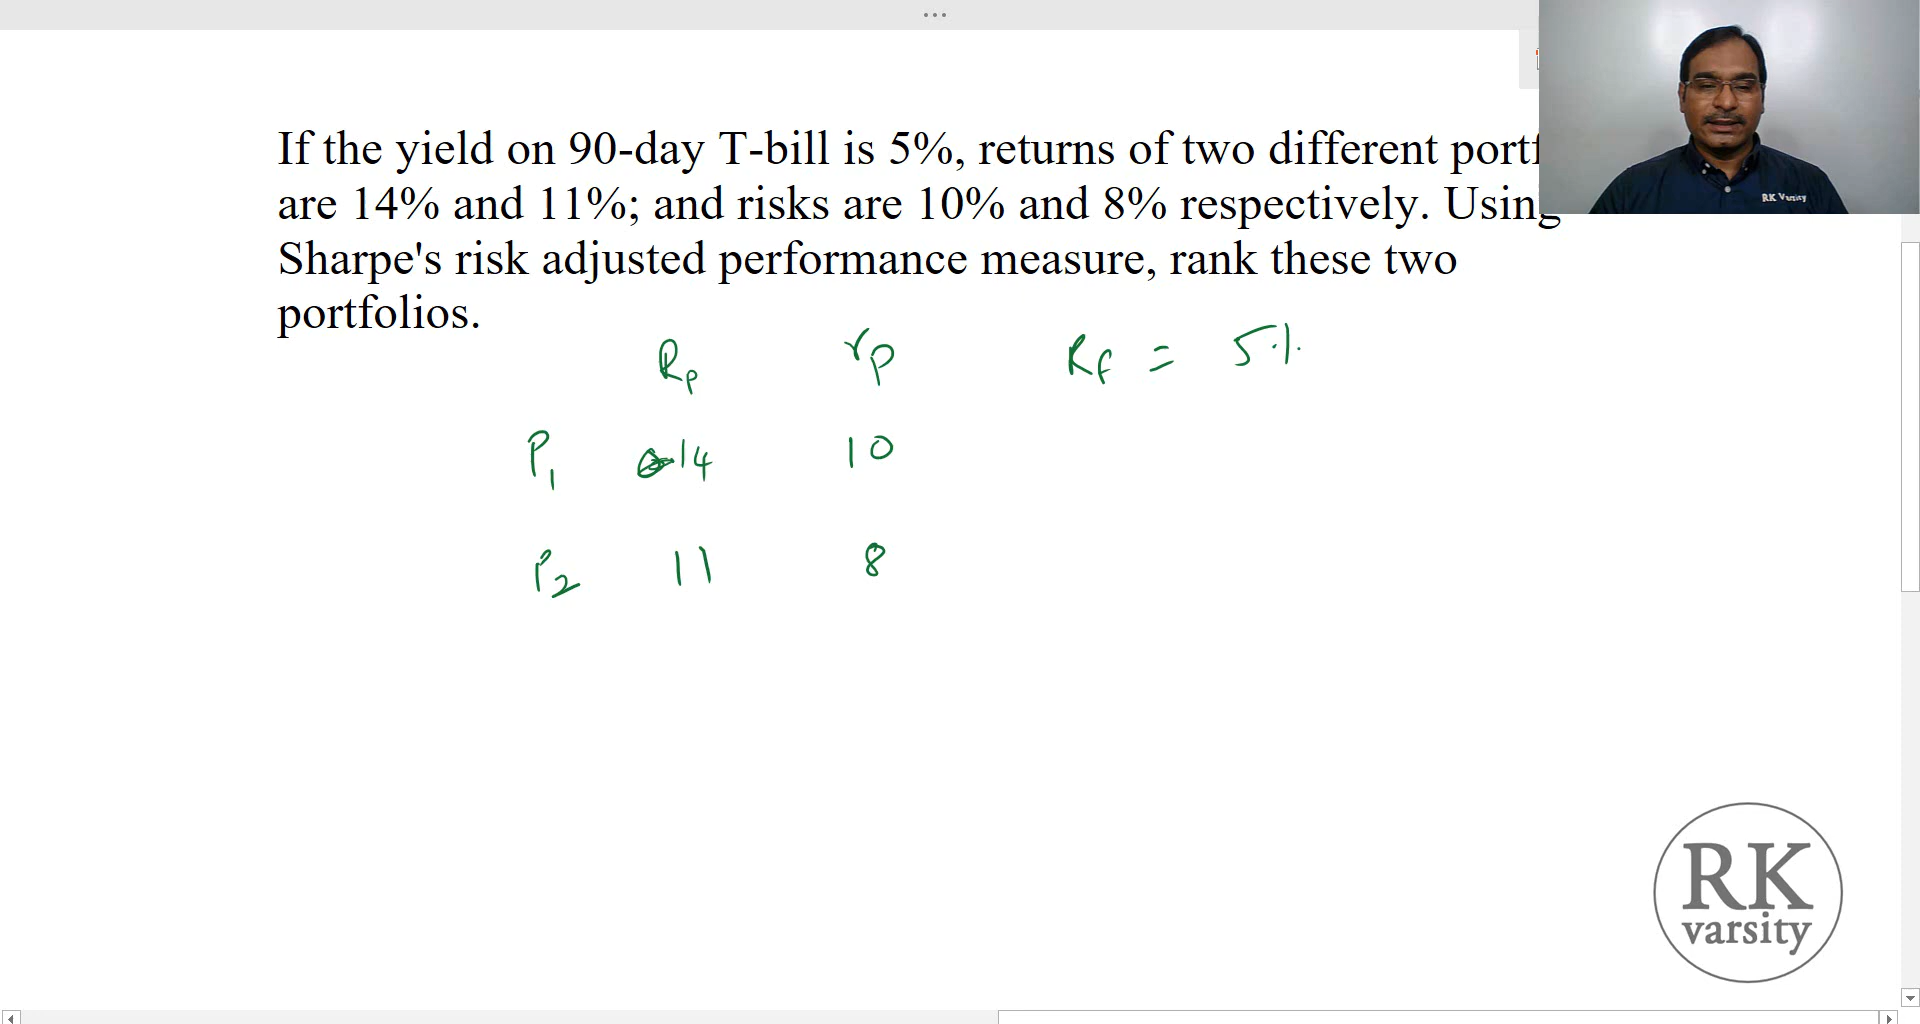 If the yield on 90-day T-bill is 5%, returns of two different portf
are 14% and 11%; and risks are 10% and 8% respectively. Using
Sharpe's risk adjusted performance measure, rank these two
portfolios.
Rp rp Rf = 5%
P1 14 10
P2 11 8
RK Varsity
RK
varsity